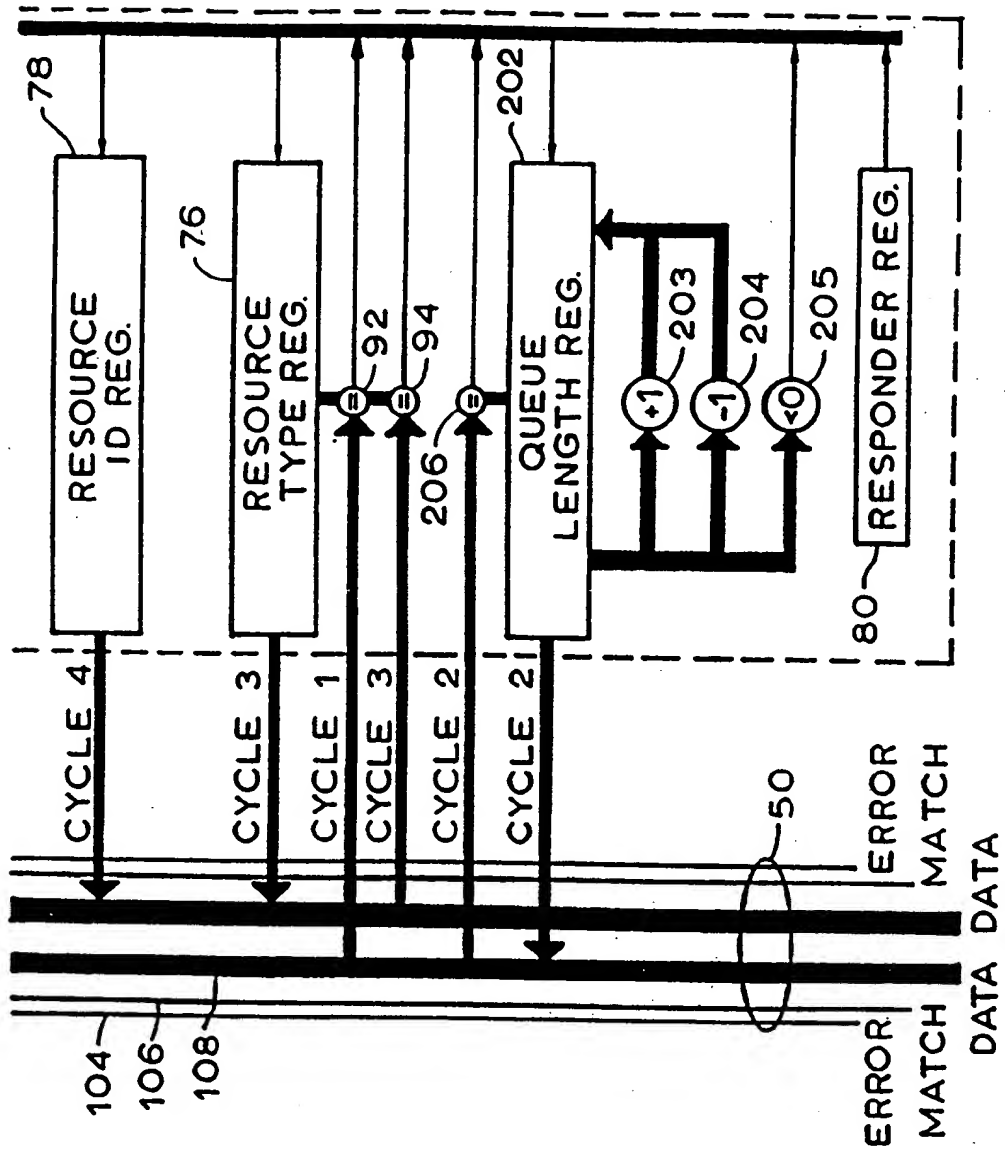 78
RESOURCE
ID REG.
CYCLE 4
76
RESOURCE
TYPE REG.
CYCLE 3
CYCLE 1
=
92
CYCLE 3
=
94
CYCLE 2
=
206
202
QUEUE
LENGTH REG.
CYCLE 2
+1
203
-1
204
<0
205
80
RESPONDER REG.
50
104
106
108
ERROR
MATCH
DATA
DATA
MATCH
ERROR